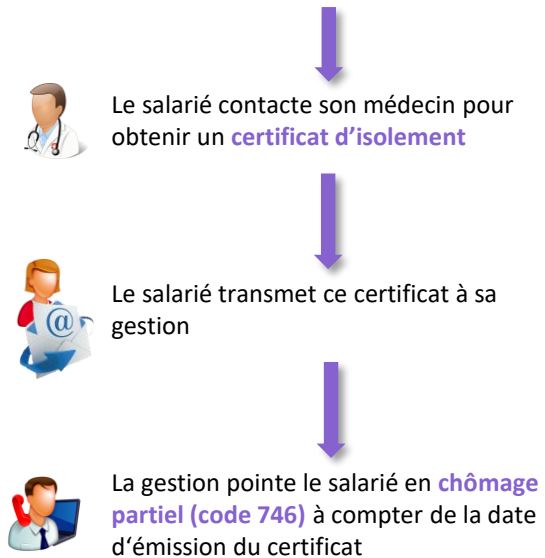 Le salarié contacte son médecin pour
obtenir un certificat d’isolement
@
Le salarié transmet ce certificat à sa
gestion
La gestion pointe le salarié en chômage
partiel (code 746) à compter de la date
d‘émission du certificat